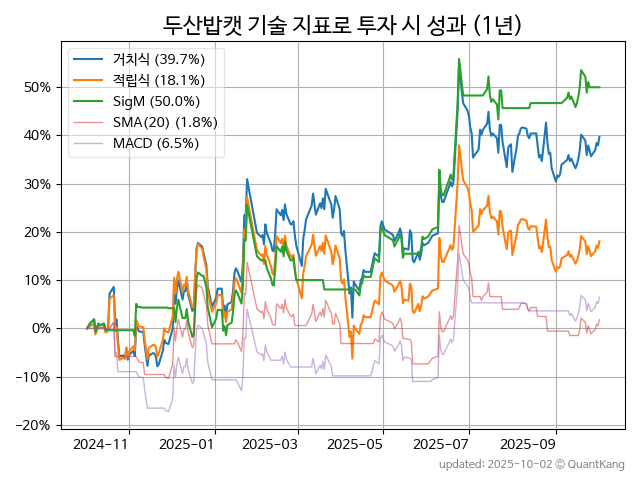 두산밥캣 기술 지표로 투자 시 성과 (1년)
거치식 (39.7%)
적립식 (18.1%)
SigM (50.0%)
SMA(20) (1.8%)
MACD (6.5%)
50%
40%
30%
20%
10%
0%
−10%
−20%
2024-11 2025-01 2025-03 2025-05 2025-07 2025-09
updated: 2025-10-02 © QuantKang